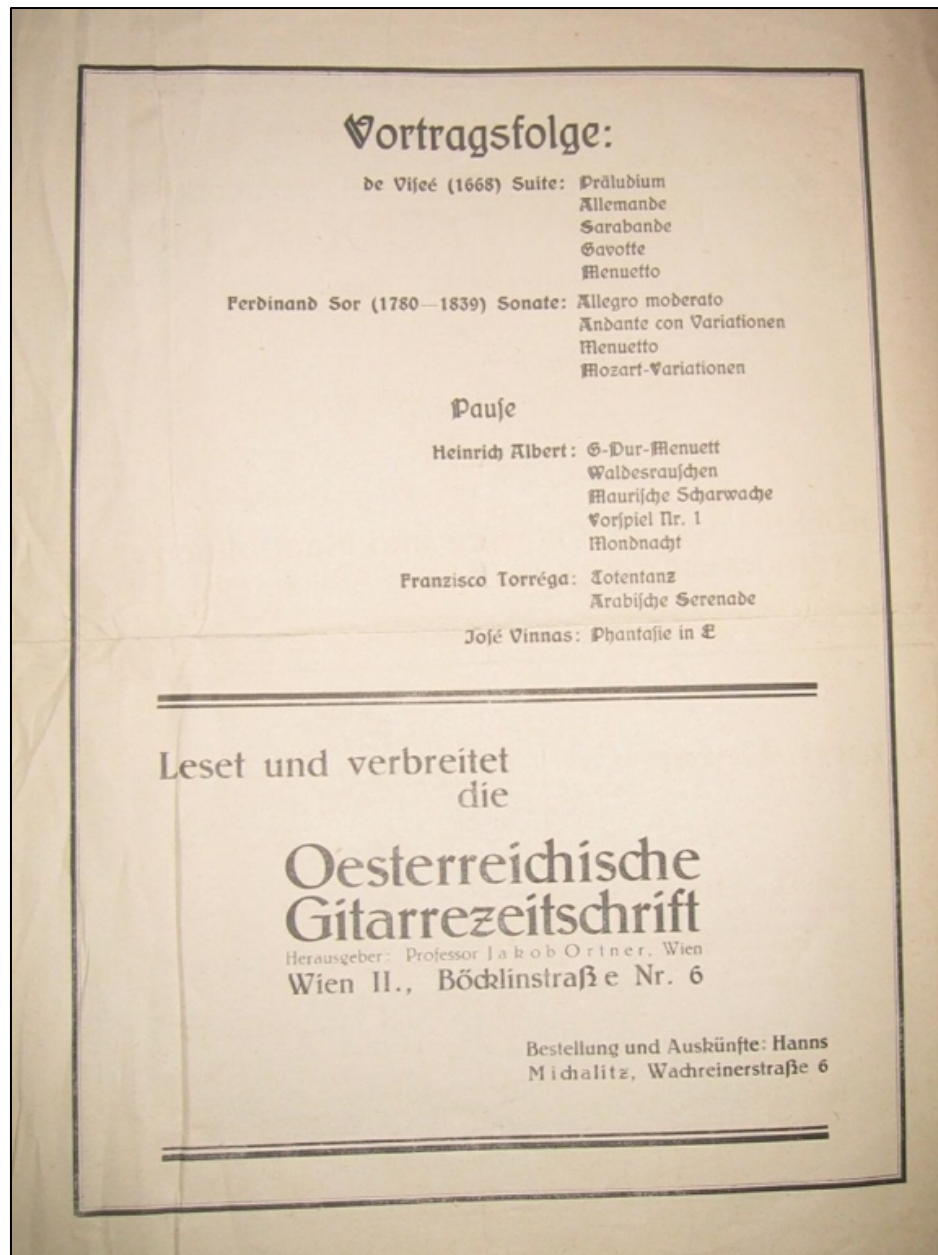 Vortragsfolge:
de Viseé (1668) Suite: Präludium
Allemande
Sarabande
Gavotte
Menuetto
Ferdinand Sor (1780—1839) Sonate: Allegro moderato
Andante con Variationen
Menuetto
Mozart-Variationen
Pause
Heinrich Albert: G-Dur-Menuett
Waldesrauschen
Maurische Scharwache
Vorspiel Nr. 1
Mondnacht
Franzisco Torréga: Totentanz
Arabische Serenade
José Vinnas: Phantasie in E
Leset und verbreitet
die
Oesterreichische
Gitarrezeitschrift
Herausgeber: Professor Jakob Ortner, Wien
Wien II., Böcklinstraße Nr. 6
Bestellung und Auskünfte: Hanns
Michalitz, Wachreinerstraße 6